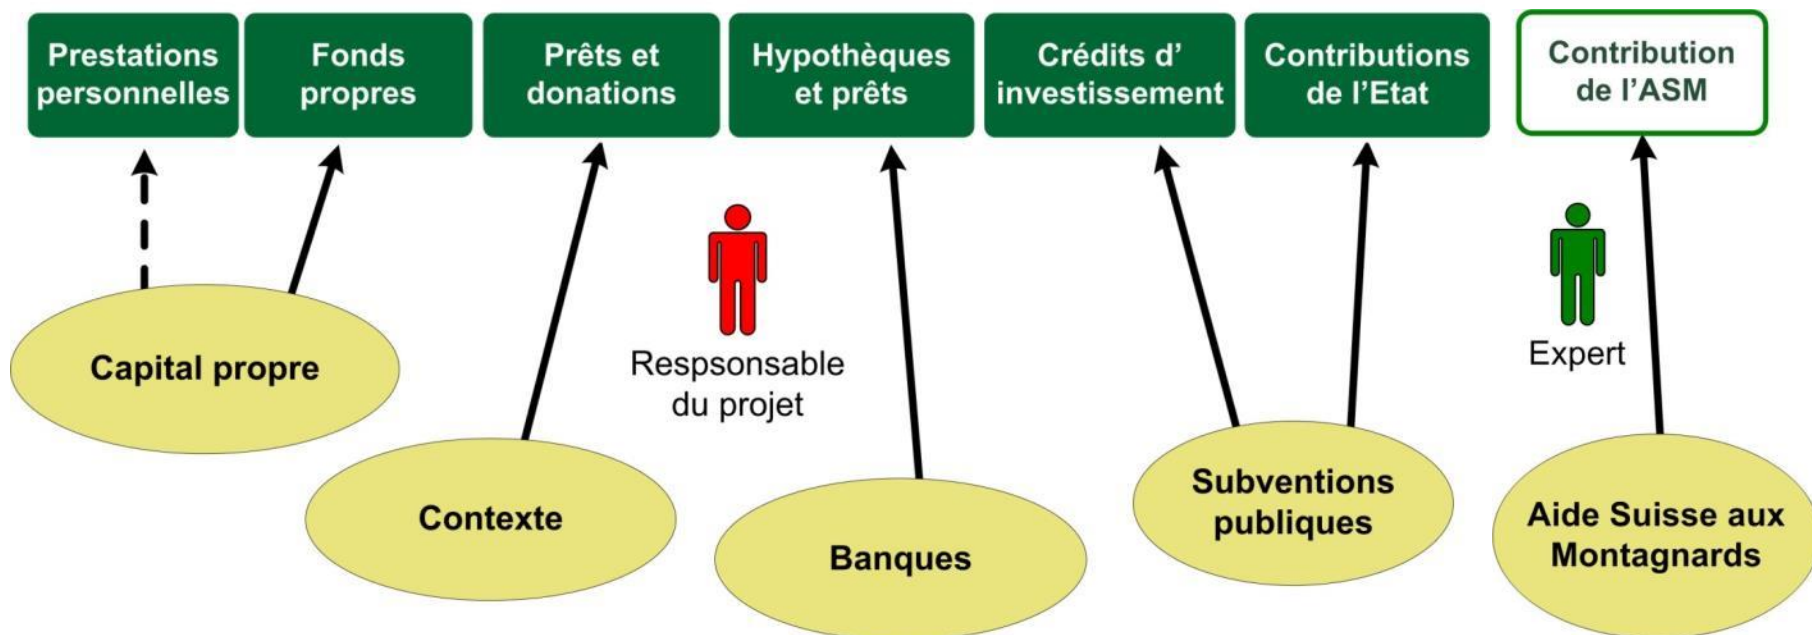 Prestations
personnelles
Fonds
propres
Prêts et
donations
Hypothèques
et prêts
Crédits d’
investissement
Contributions
de l’Etat
Contribution
de l’ASM
Respsonsable
du projet
Expert
Capital propre
Contexte
Banques
Subventions
publiques
Aide Suisse aux
Montagnards